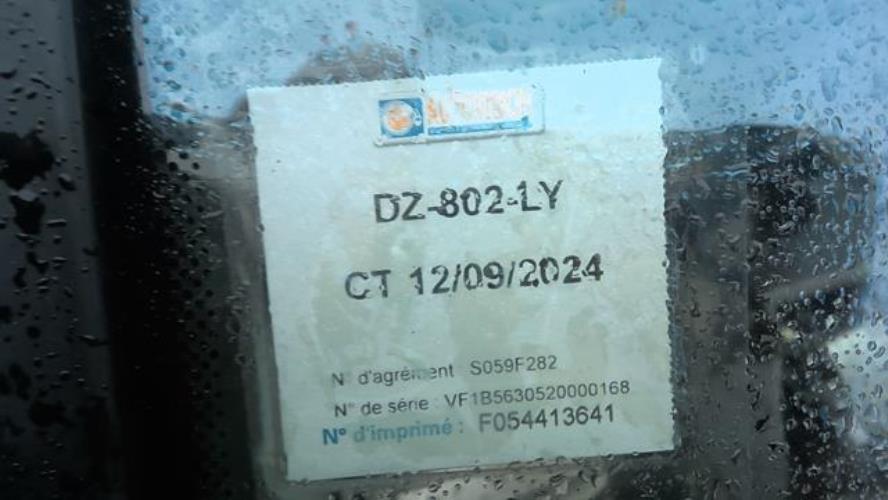 DZ-802-LY
CT 12/09/2024
N° d'agrément S059F282
N° de série : VF1B5630520000168
N° d'imprimé : F054413641